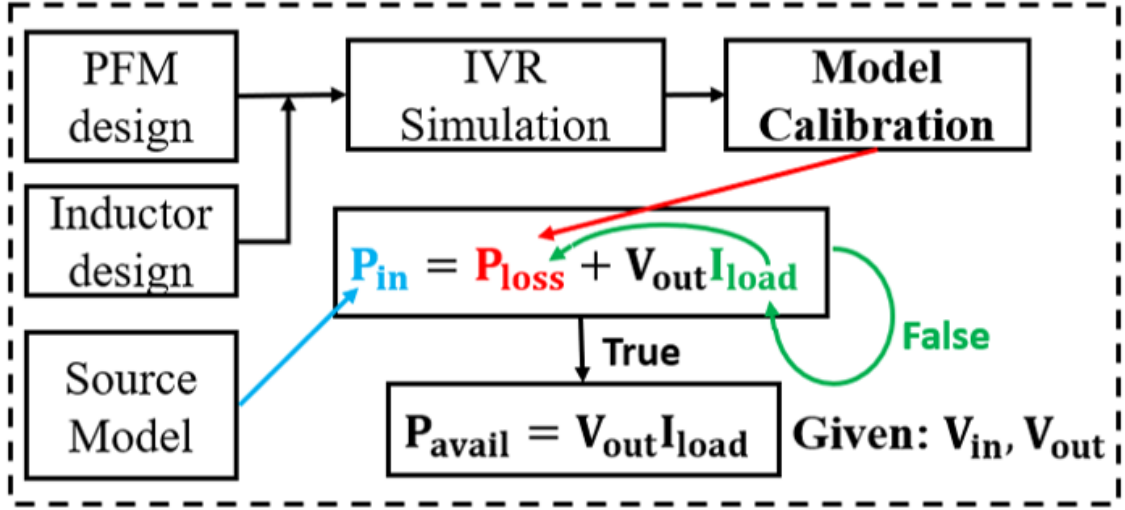 PFM
design
IVR
Simulation
Model
Calibration
Inductor
design
Pin = Ploss + VoutIload
False
True
Source
Model
Pavail = VoutIload
Given: Vin, Vout